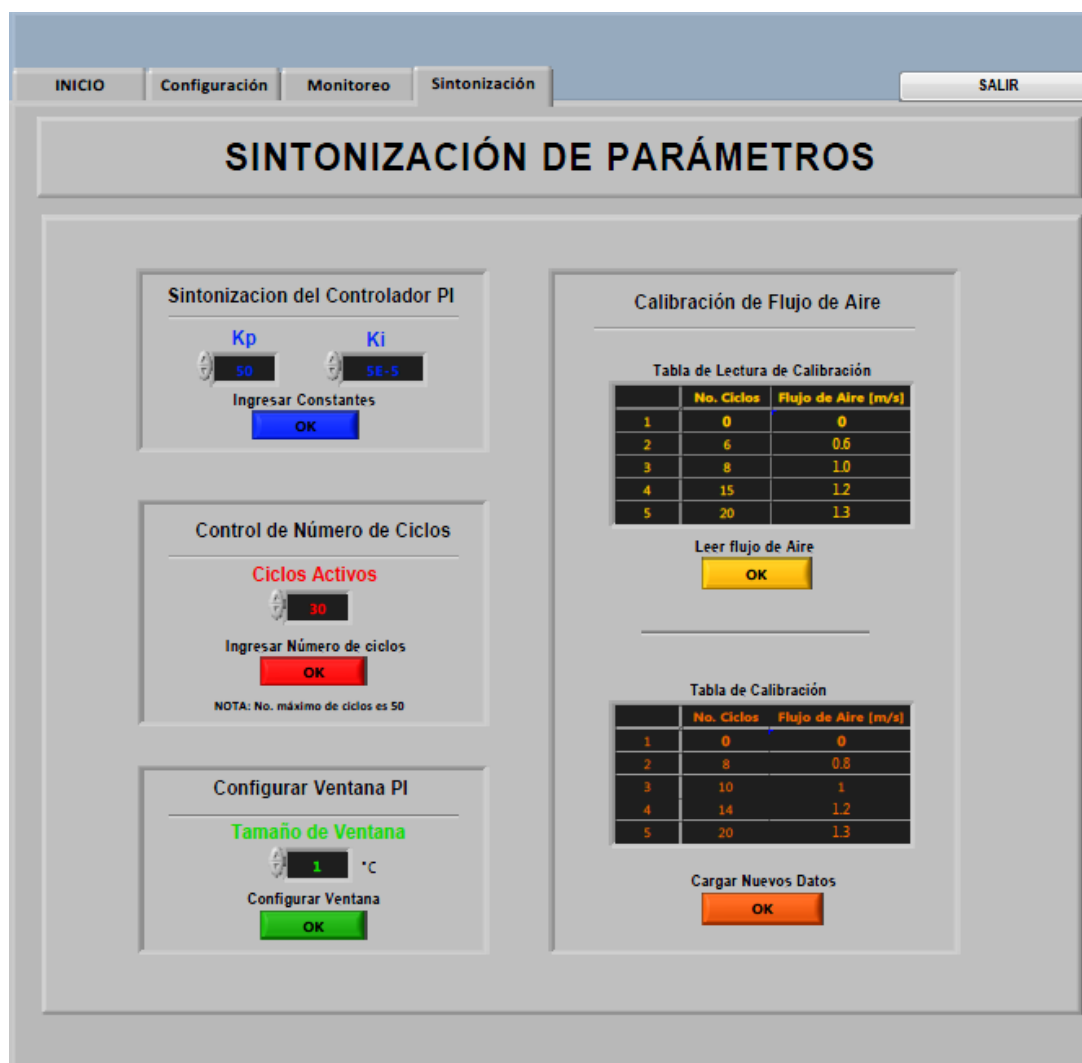 INICIO Configuración Monitoreo Sintonización SALIR
SINTONIZACIÓN DE PARÁMETROS
Sintonizacion del Controlador PI
Kp Ki
50 5E-5
Ingresar Constantes
OK
Control de Número de Ciclos
Ciclos Activos
30
Ingresar Número de ciclos
OK
NOTA: No. máximo de ciclos es 50
Configurar Ventana PI
Tamaño de Ventana
1 °C
Configurar Ventana
OK
Calibración de Flujo de Aire
Tabla de Lectura de Calibración
No. Ciclos Flujo de Aire [m/s]
1 0 0
2 6 0.6
3 8 1.0
4 15 1.2
5 20 1.3
Leer flujo de Aire
OK
Tabla de Calibración
No. Ciclos Flujo de Aire [m/s]
1 0 0
2 8 0.8
3 10 1
4 14 1.2
5 20 1.3
Cargar Nuevos Datos
OK